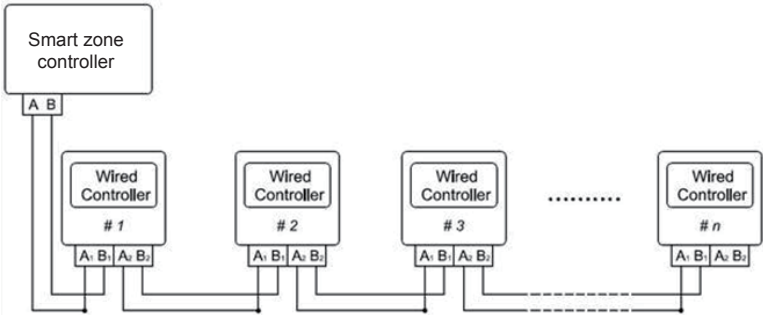 Smart zone
controller
A B
Wired
Controller
# 1
A₁ B₁ A₂ B₂
Wired
Controller
# 2
A₁ B₁ A₂ B₂
Wired
Controller
# 3
A₁ B₁ A₂ B₂
..........
Wired
Controller
# n
A₁ B₁ A₂ B₂